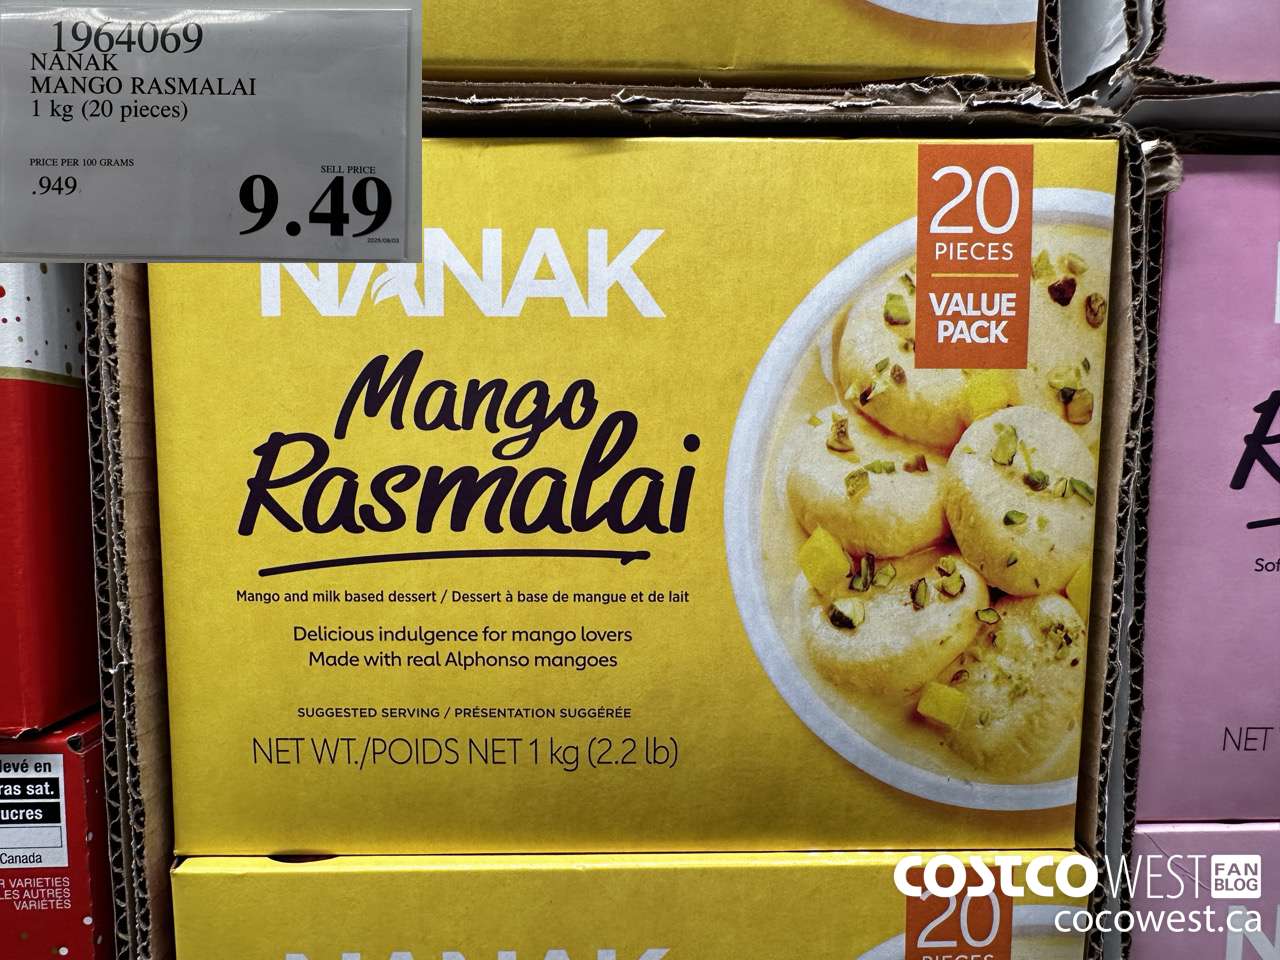 1964069
NANAK
MANGO RASMALAI
1 kg (20 pieces)
PRICE PER 100 GRAMS
.949
SELL PRICE
9.49
NANAK
20
PIECES
VALUE
PACK
Mango
Rasmalai
Mango and milk based dessert / Dessert à base de mangue et de lait
Delicious indulgence for mango lovers
Made with real Alphonso mangoes
SUGGESTED SERVING / PRÉSENTATION SUGGÉRÉE
NET WT./POIDS NET 1 kg (2.2 lb)
levé en
ras sat.
ucres
Canada
R VARIETIES
LES AUTRES
VARIÉTÉS
R
Sof
NET
20
PIECES
NANAK
N
COSTCO WEST FAN BLOG
cocowest.ca